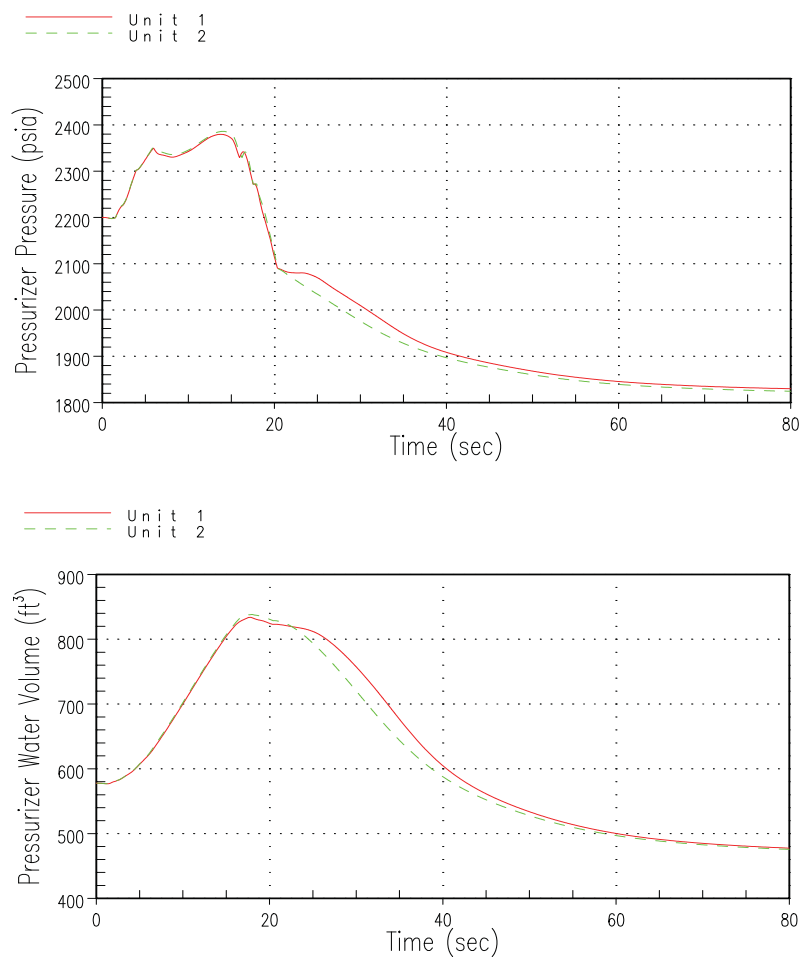 Unit 1
Unit 2
Pressurizer Pressure (psia)
2500
2400
2300
2200
2100
2000
1900
1800
0 20 40 60 80
Time (sec)
Unit 1
Unit 2
Pressurizer Water Volume (ft³)
900
800
700
600
500
400
0 20 40 60 80
Time (sec)